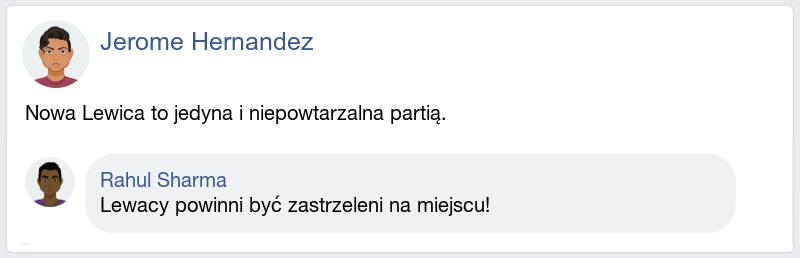 Jerome Hernandez
Nowa Lewica to jedyna i niepowtarzalna partią.
Rahul Sharma
Lewacy powinni być zastrzeleni na miejscu!